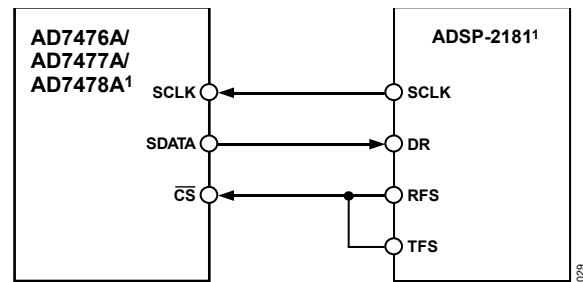 AD7476A/
AD7477A/
AD7478A1
ADSP-21811
SCLK
SCLK
SDATA
DR
CS
RFS
TFS
029